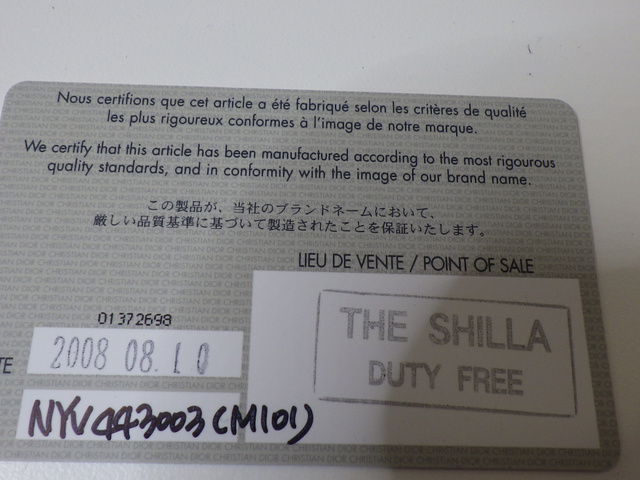 Nous certifions que cet article a été fabriqué selon les critères de qualité
les plus rigoureux conformes à l'image de notre marque.
We certify that this article has been manufactured according to the most rigourous
quality standards, and in conformity with the image of our brand name.
この製品が、当社のブランドネームにおいて、
厳しい品質基準に基づいて製造されたことを保証いたします。
LIEU DE VENTE / POINT OF SALE
THE SHILLA
DUTY FREE
01372698
TE 2008 08. 10
NYV443003 (M101)
CHRISTIAN DIOR